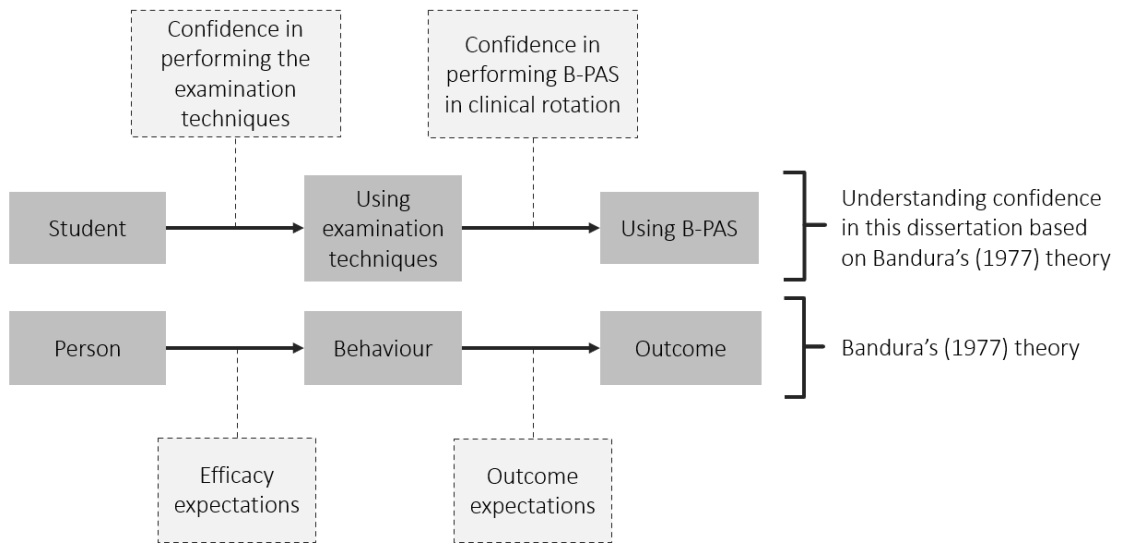 Confidence in
performing the
examination
techniques
Confidence in
performing B-PAS
in clinical rotation
Student
Using
examination
techniques
Using B-PAS
Understanding confidence
in this dissertation based
on Bandura’s (1977) theory
Person
Behaviour
Outcome
Bandura’s (1977) theory
Efficacy
expectations
Outcome
expectations